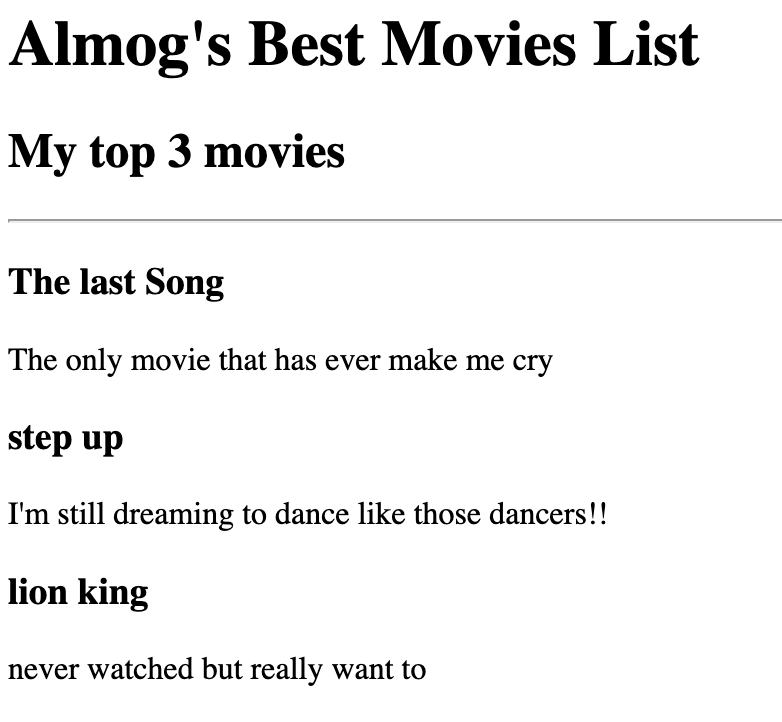 Almog's Best Movies List
My top 3 movies
The last Song
The only movie that has ever make me cry
step up
I'm still dreaming to dance like those dancers!!
lion king
never watched but really want to